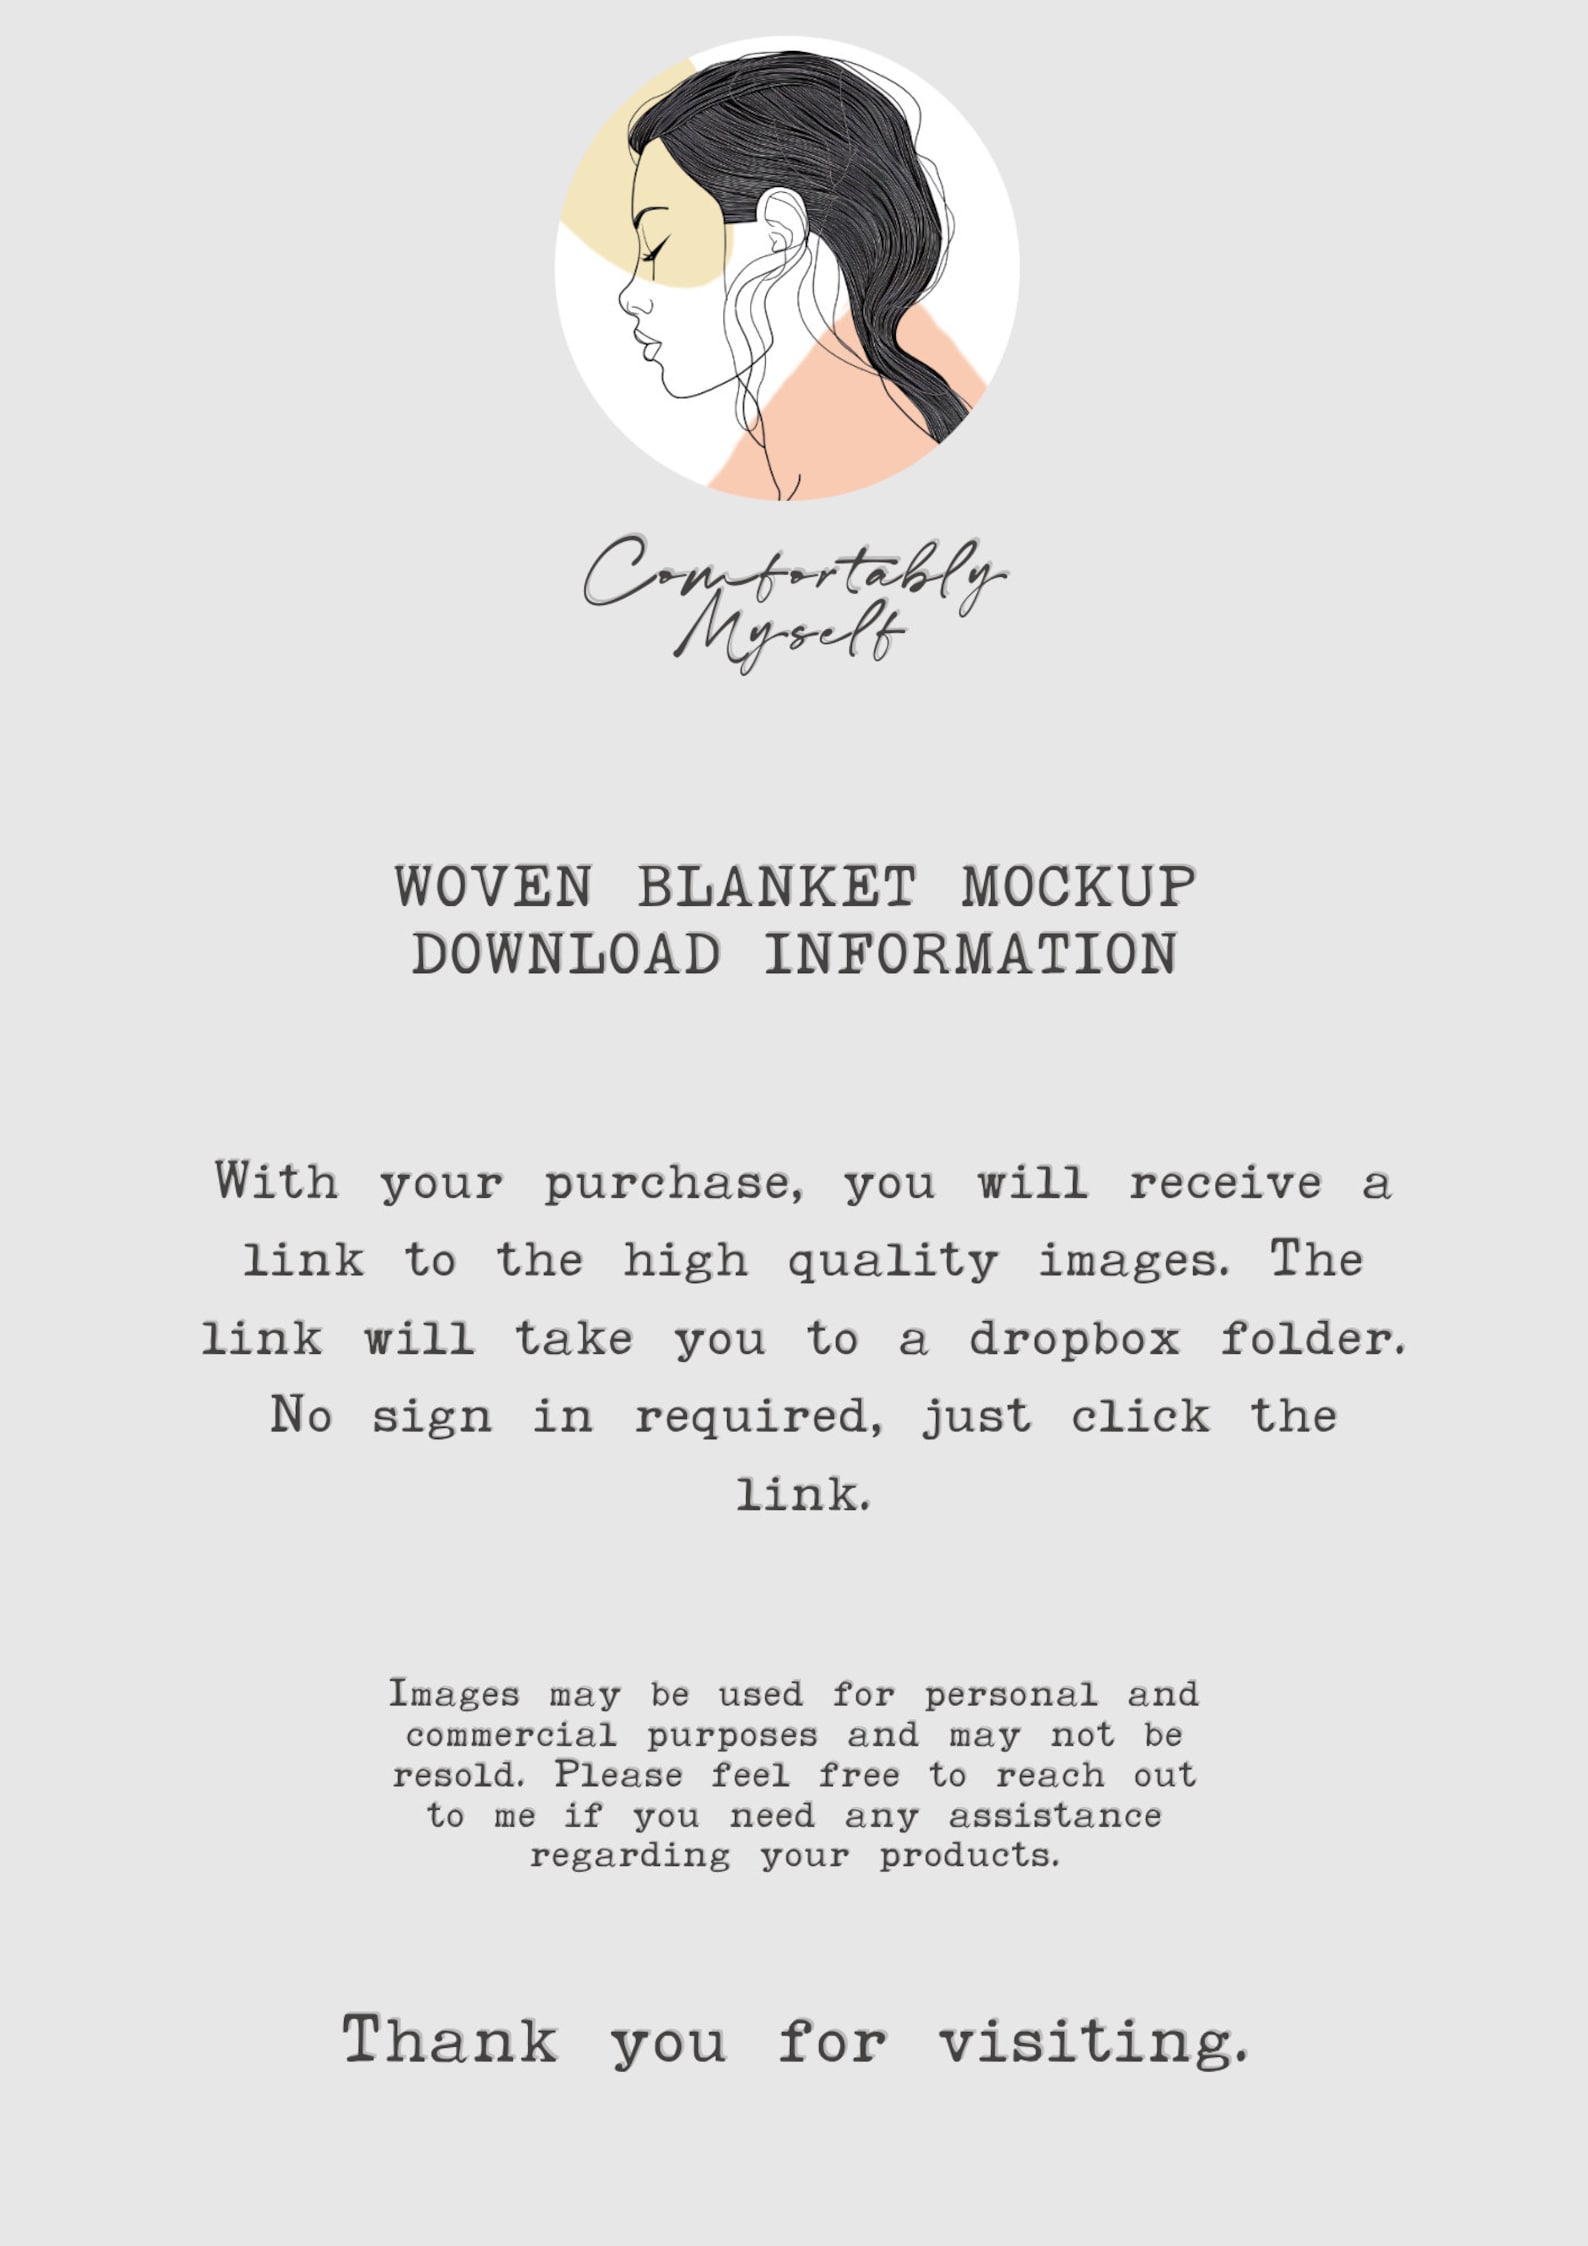 Comfortably
Myself
WOVEN BLANKET MOCKUP
DOWNLOAD INFORMATION
With your purchase, you will receive a
link to the high quality images. The
link will take you to a dropbox folder.
No sign in required, just click the
link.
Images may be used for personal and
commercial purposes and may not be
resold. Please feel free to reach out
to me if you need any assistance
regarding your products.
Thank you for visiting.